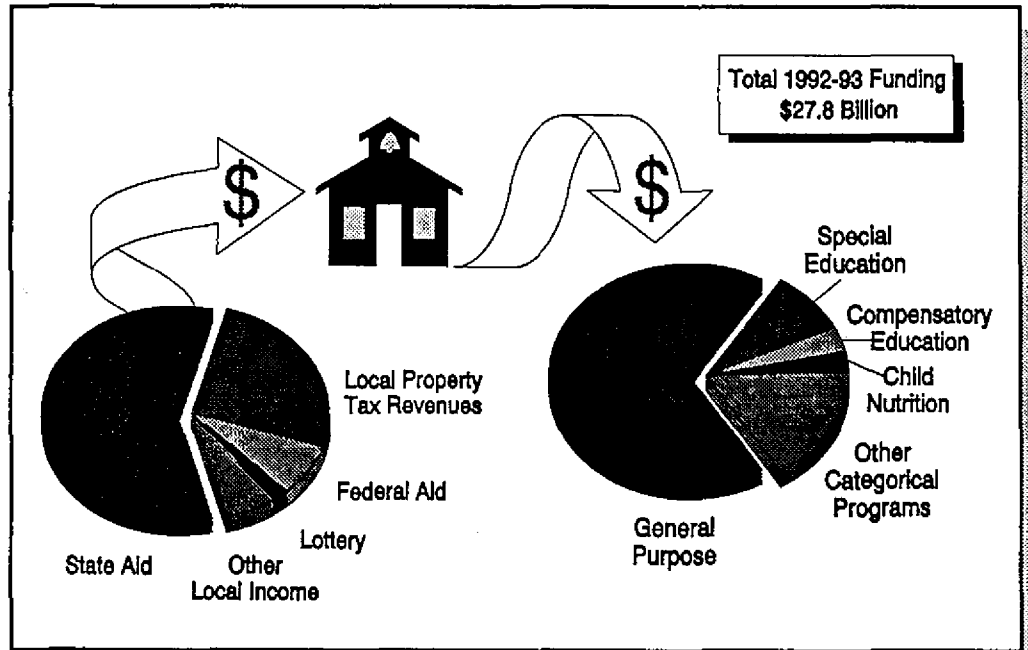 Total 1992-93 Funding
$27.8 Billion
$
$
Local Property
Tax Revenues
Federal Aid
Lottery
Other
Local Income
State Aid
Special
Education
Compensatory
Education
Child
Nutrition
Other
Categorical
Programs
General
Purpose